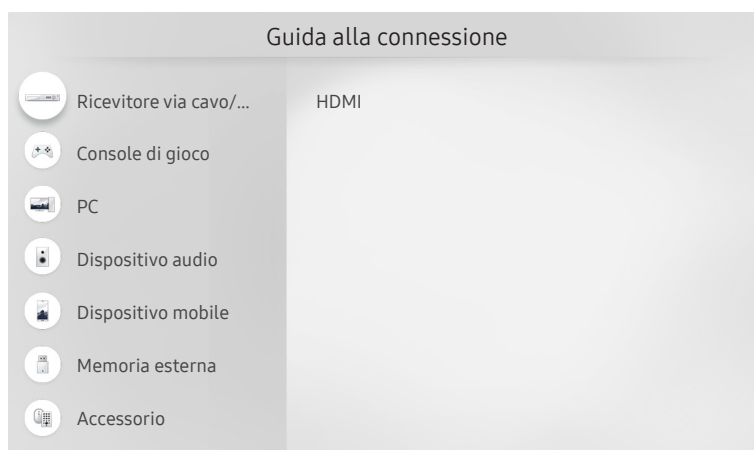 Guida alla connessione
Ricevitore via cavo/...
HDMI
Console di gioco
PC
Dispositivo audio
Dispositivo mobile
Memoria esterna
Accessorio